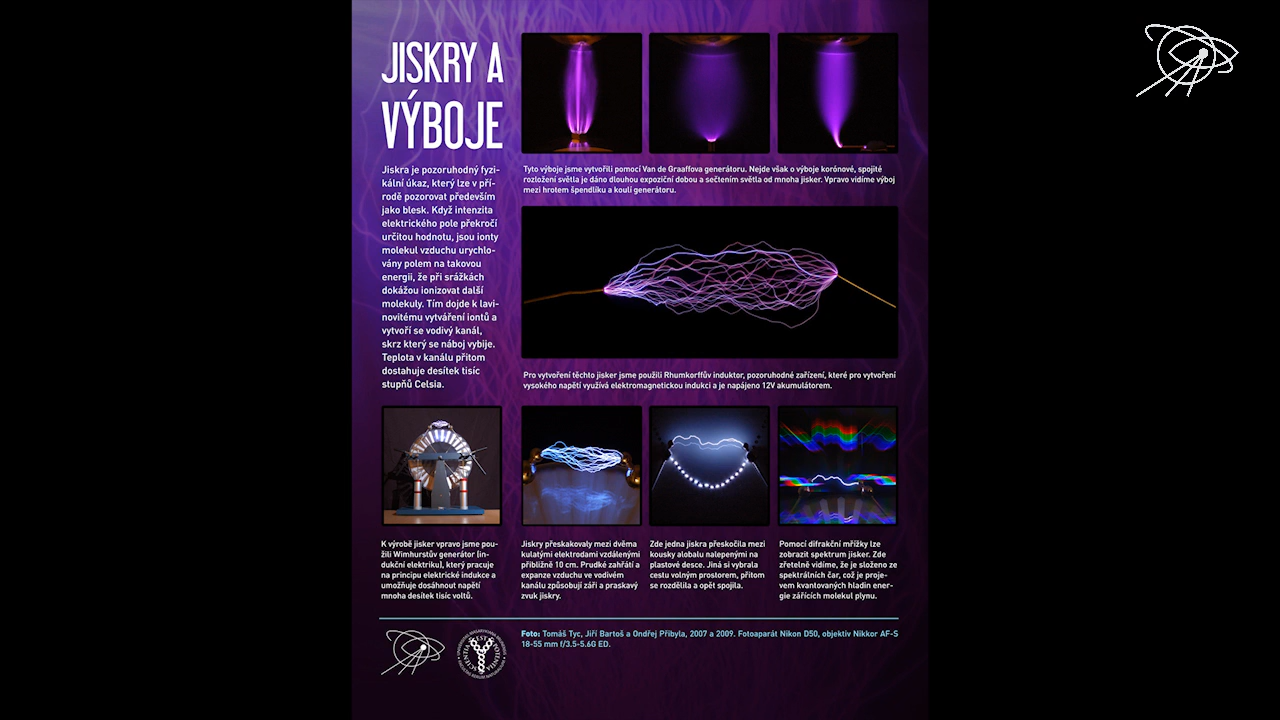 JISKRY A
VÝBOJE
Jiskra je pozoruhodný fyzi-
kální úkaz, který lze v pří-
rodě pozorovat především
jako blesk. Když intenzita
elektrického pole překročí
určitou hodnotu, jsou ionty
molekul vzduchu urychlo-
vány polem na takovou
energii, že při srážkách
dokážou ionizovat další
molekuly. Tím dojde k lavi-
novitému vytváření iontů a
vytvoří se vodivý kanál,
skrz který se náboj vybije.
Teplota v kanálu přitom
dostahuje desítek tisíc
stupňů Celsia.
Tyto výboje jsme vytvořili pomocí Van de Graaffova generátoru. Nejde však o výboje korónové, spojité
rozložení světla je dáno dlouhou expoziční dobou a sečtením světla od mnoha jisker. Vpravo vidíme výboj
mezi hrotem špendlíku a koulí generátoru.
Pro vytvoření těchto jisker jsme použili Rhumkorffův induktor, pozoruhodné zařízení, které pro vytvoření
vysokého napětí využívá elektromagnetickou indukci a je napájeno 12V akumulátorem.
K výrobě jisker vpravo jsme pou-
žili Wimhurstův generátor (in-
dukční elektriku), který pracuje
na principu elektrické indukce a
umožňuje dosáhnout napětí
mnoha desítek tisíc voltů.
Jiskry přeskakovaly mezi dvěma
kulatými elektrodami vzdálenými
přibližně 10 cm. Prudké zahřátí a
expanze vzduchu ve vodivém
kanálu způsobují záři a praskavý
zvuk jiskry.
Zde jedna jiskra přeskočila mezi
kousky alobalu nalepenými na
plastové desce. Jiná si vybrala
cestu volným prostorem, přitom
se rozdělila a opět spojila.
Pomocí difrakční mřížky lze
zobrazit spektrum jisker. Zde
zřetelně vidíme, že je složeno ze
spektrálních čar, což je proje-
vem kvantovaných hladin ener-
gie zářících molekul plynu.
Foto: Tomáš Tyc, Jiří Bartoš a Ondřej Přibyla, 2007 a 2009. Fotoaparát Nikon D50, objektiv Nikkor AF-S
18-55 mm f/3.5-5.6G ED.